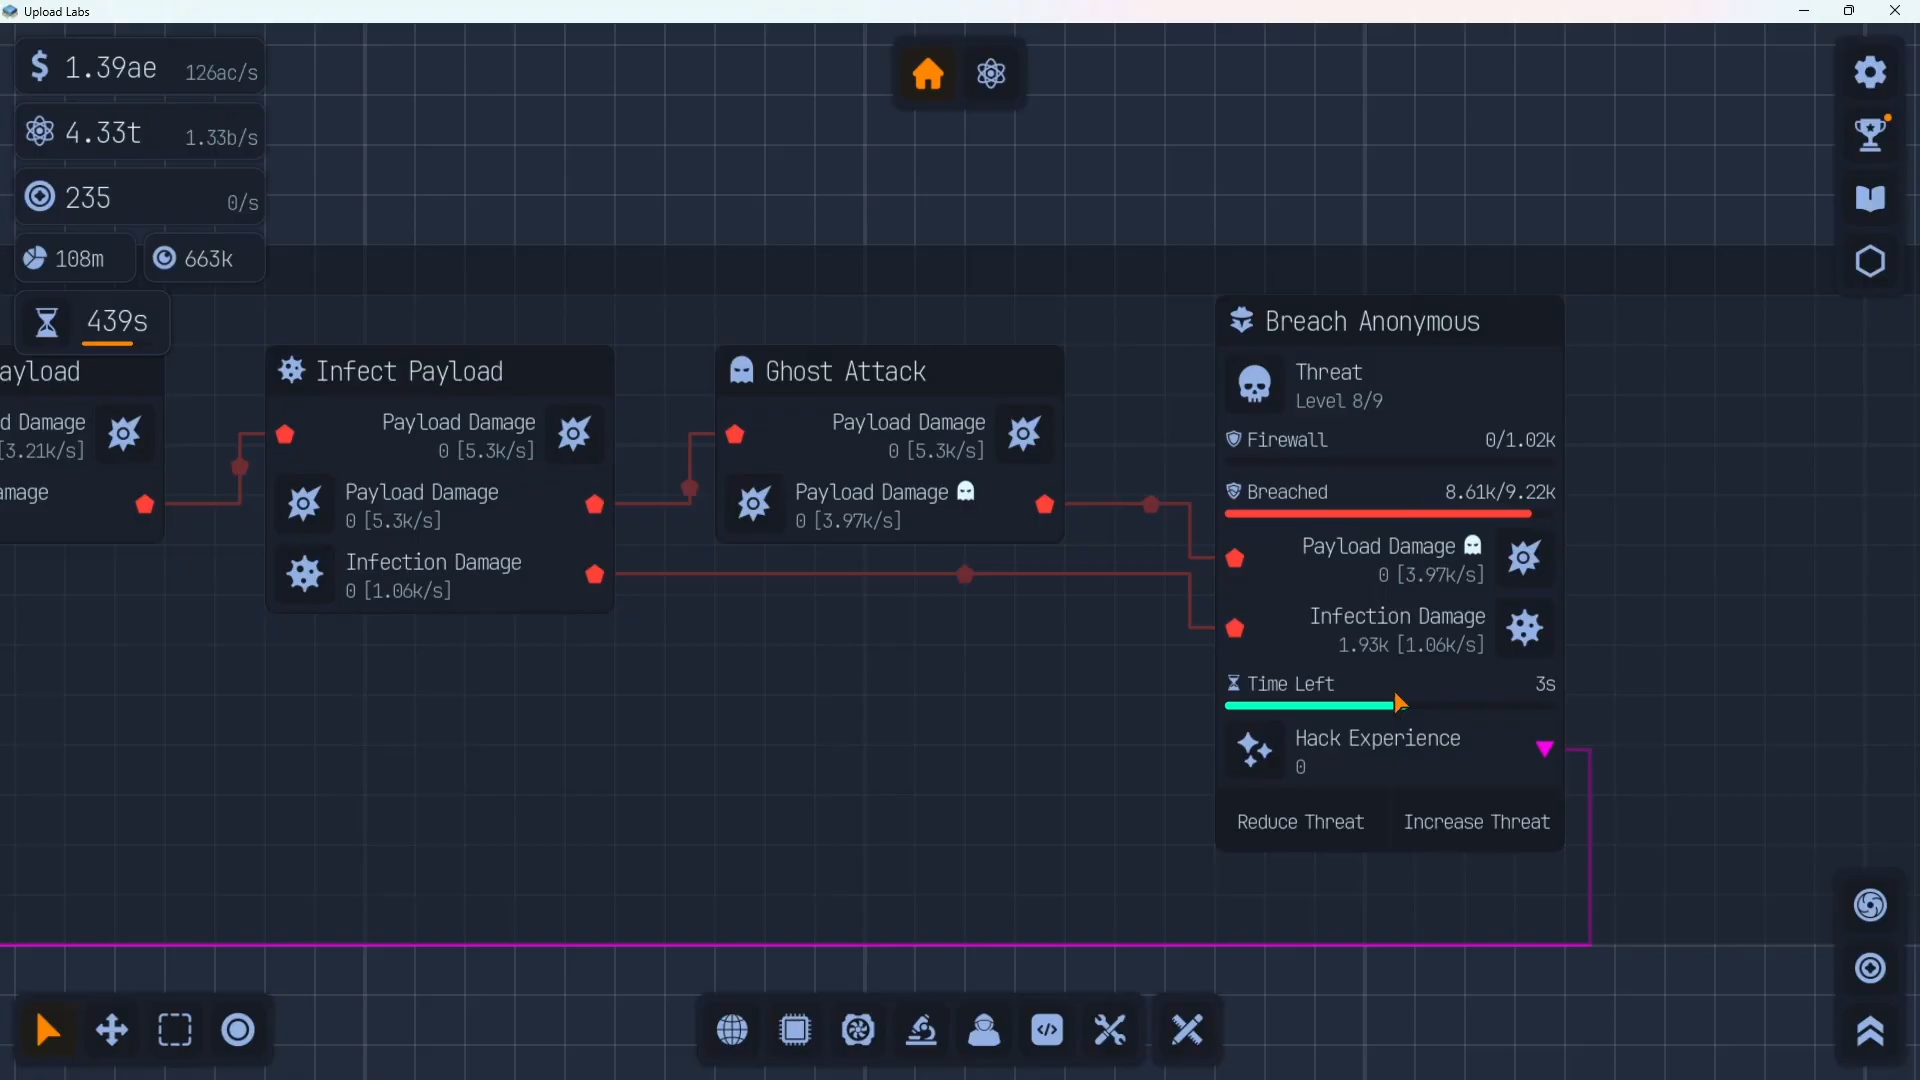 Upload Labs
$ 1.39ae 126ac/s
4.33t 1.33b/s
235 0/s
108m 663k
439s
ayload
d Damage
[3.21k/s]
amage
Infect Payload
Payload Damage
0 [5.3k/s]
Payload Damage
0 [5.3k/s]
Infection Damage
0 [1.06k/s]
Ghost Attack
Payload Damage
0 [5.3k/s]
Payload Damage
0 [3.97k/s]
Breach Anonymous
Threat
Level 8/9
Firewall 0/1.02k
Breached 8.61k/9.22k
Payload Damage
0 [3.97k/s]
Infection Damage
1.93k [1.06k/s]
Time Left 3s
Hack Experience
0
Reduce Threat Increase Threat